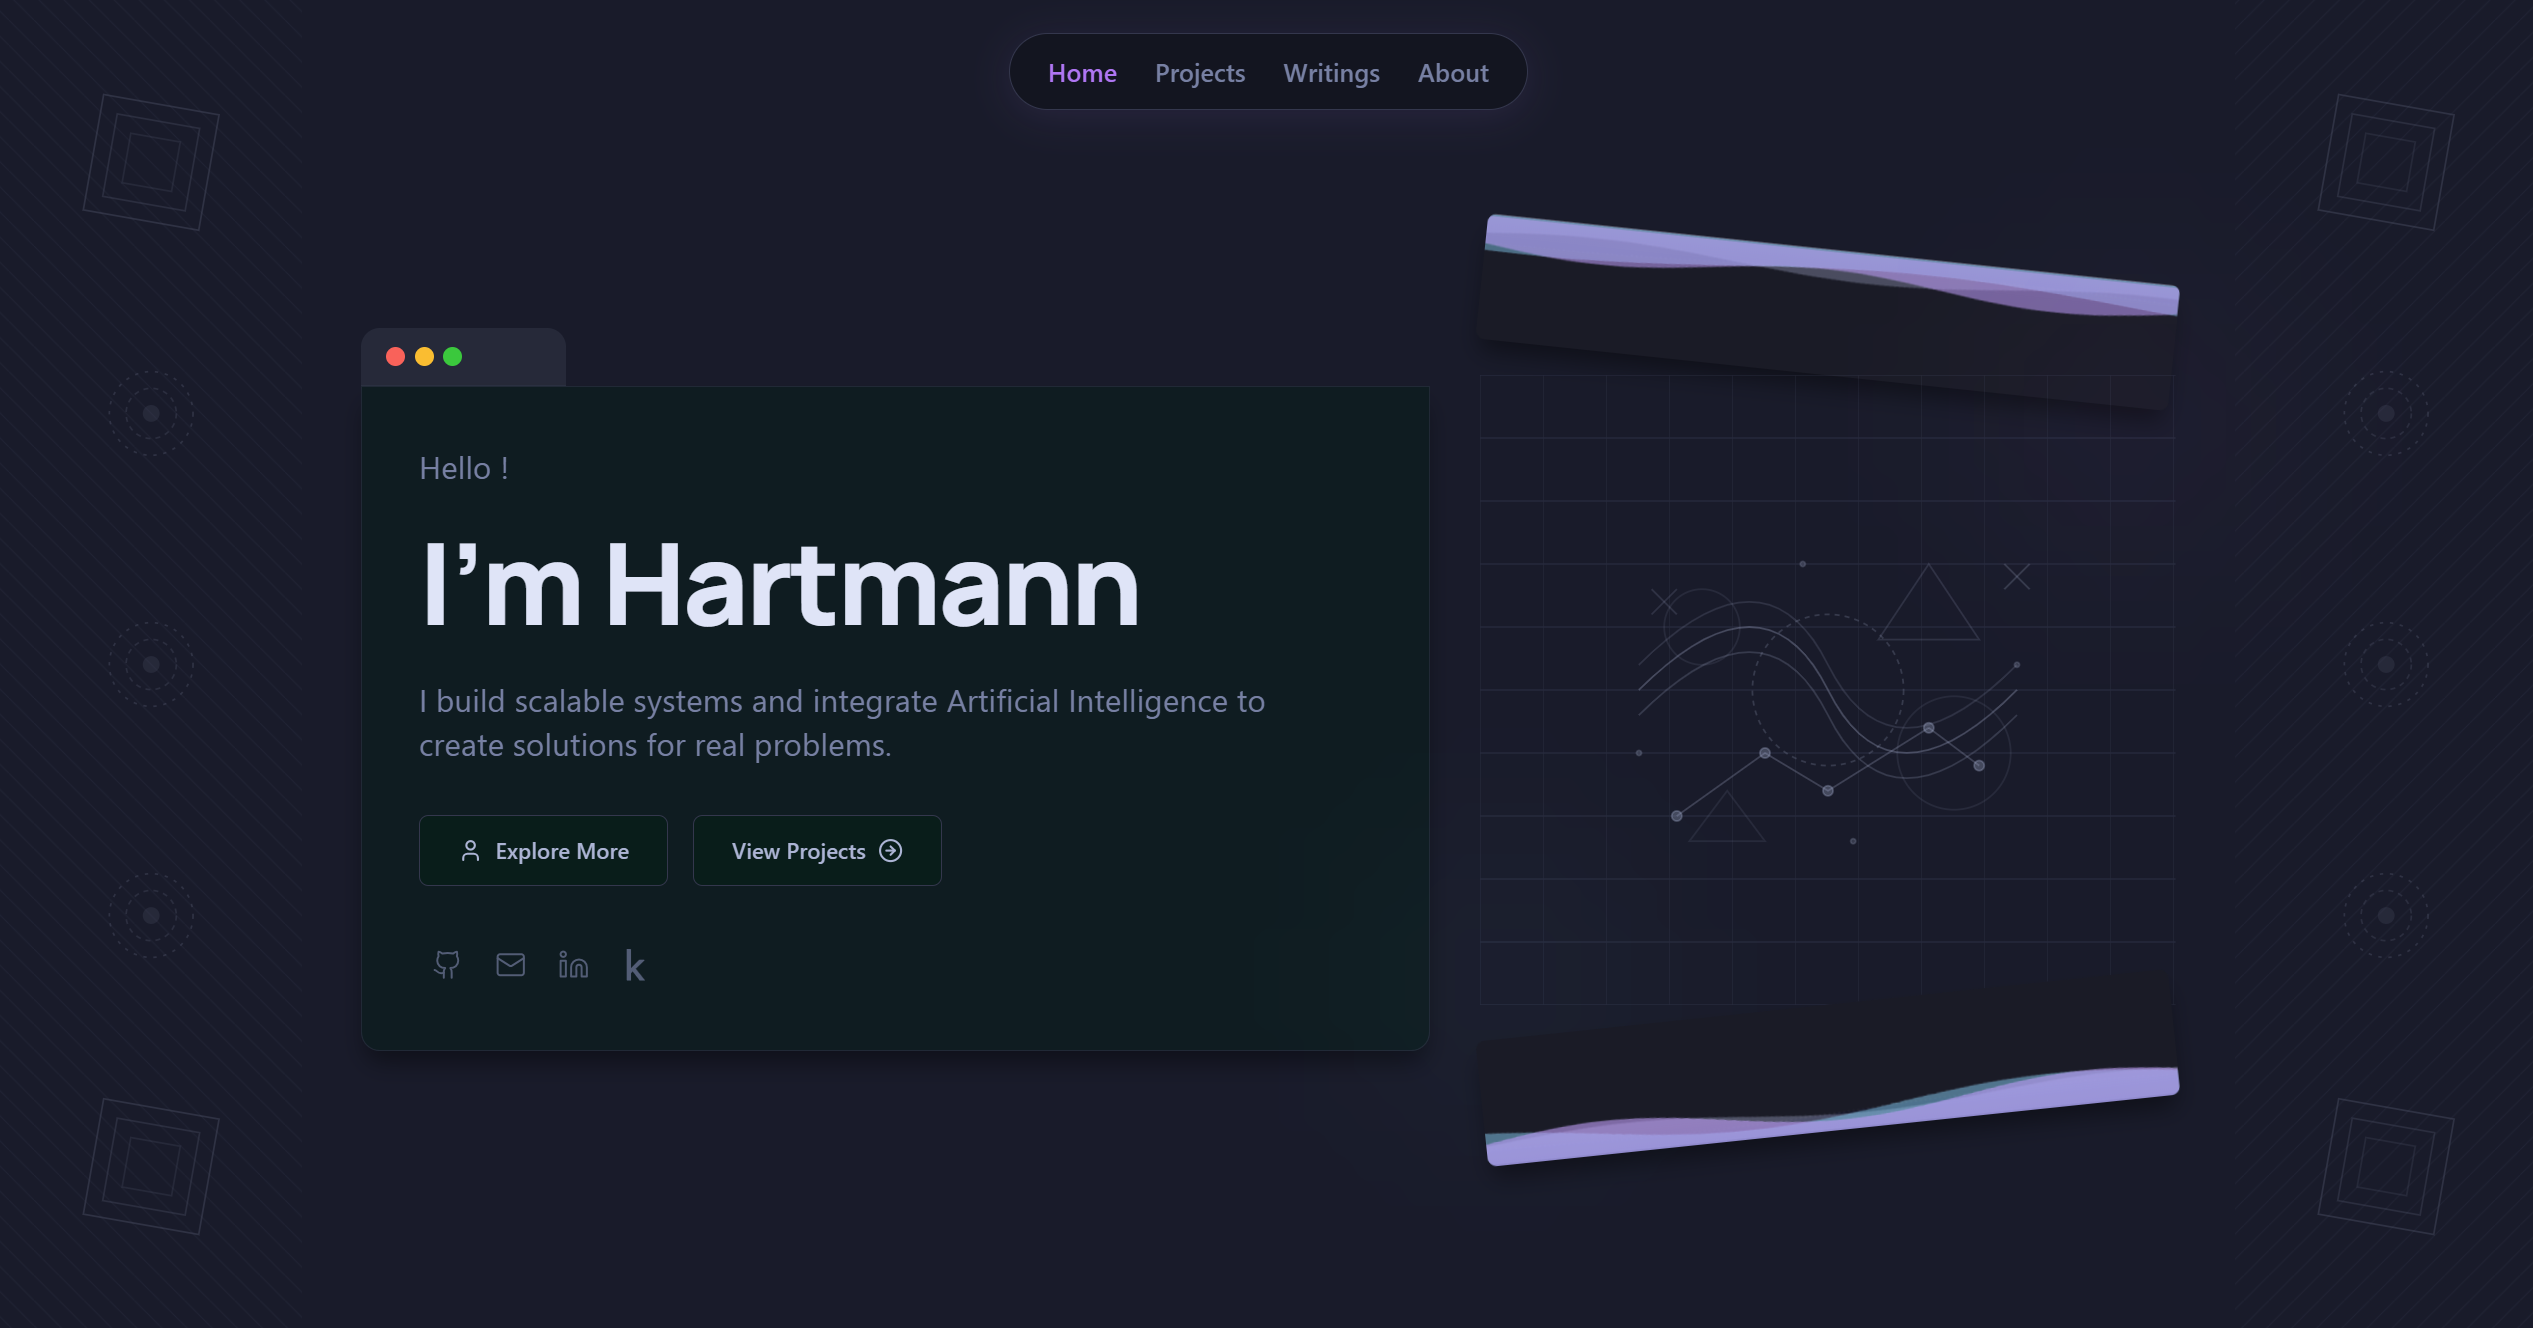 Home Projects Writings About
Hello !
I’m Hartmann
I build scalable systems and integrate Artificial Intelligence to
create solutions for real problems.
Explore More View Projects
in k